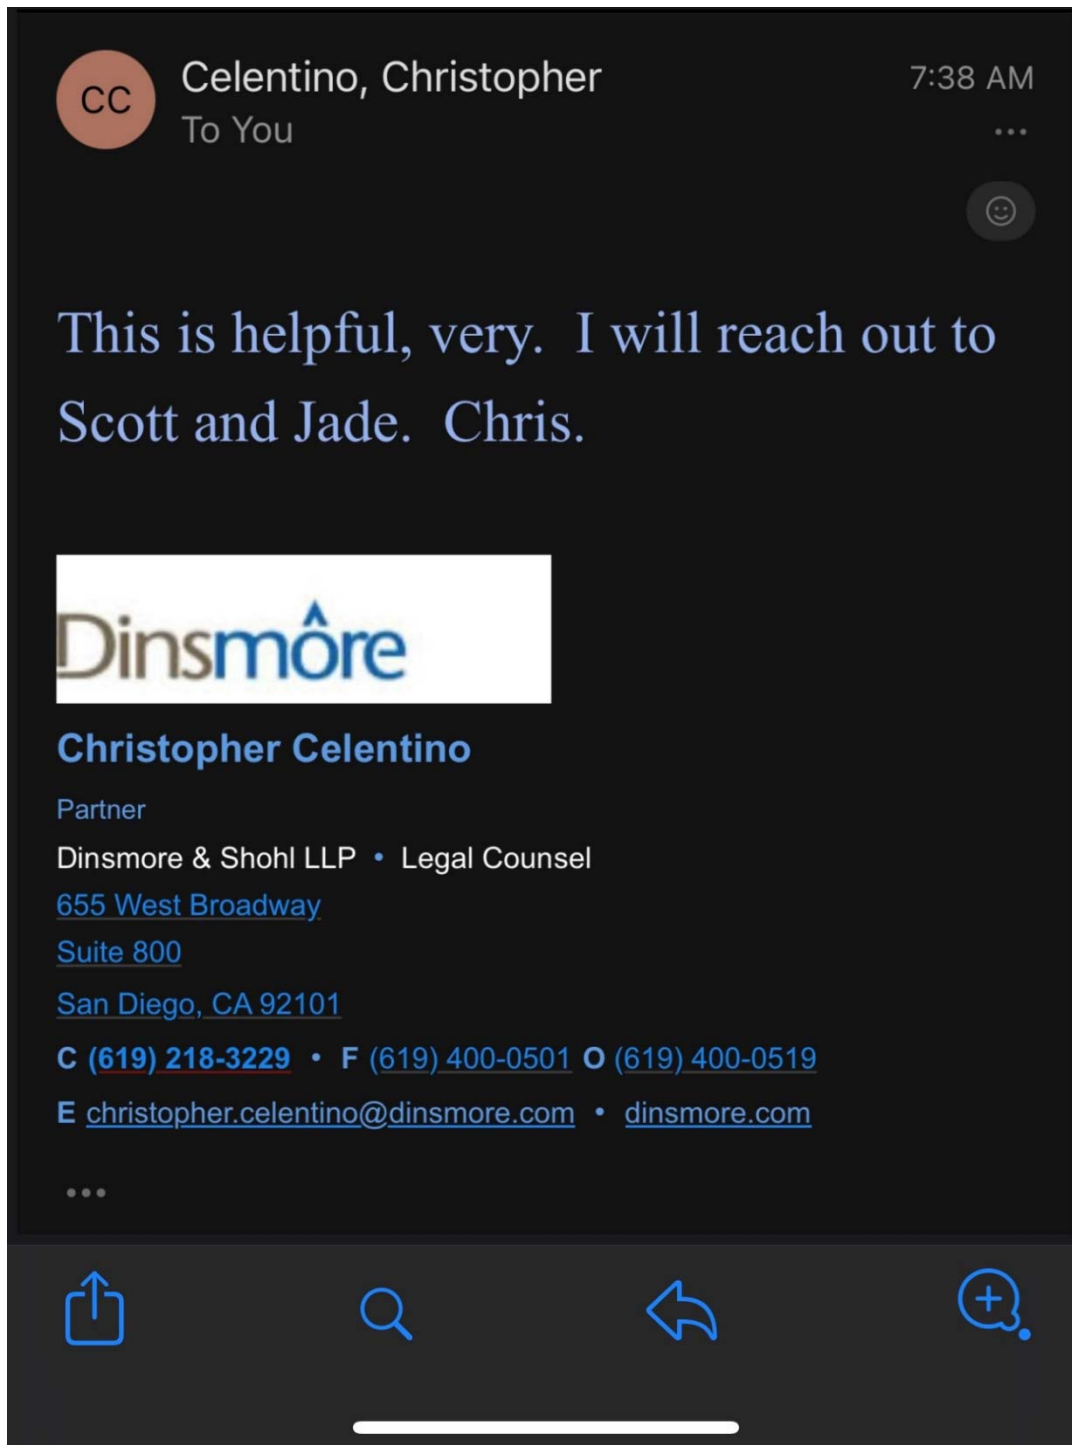 CC
Celentino, Christopher
7:38 AM
To You
This is helpful, very.  I will reach out to
Scott and Jade.  Chris.
Dinsmôre
Christopher Celentino
Partner
Dinsmore & Shohl LLP • Legal Counsel
655 West Broadway
Suite 800
San Diego, CA 92101
C (619) 218-3229 • F (619) 400-0501 O (619) 400-0519
E christopher.celentino@dinsmore.com • dinsmore.com